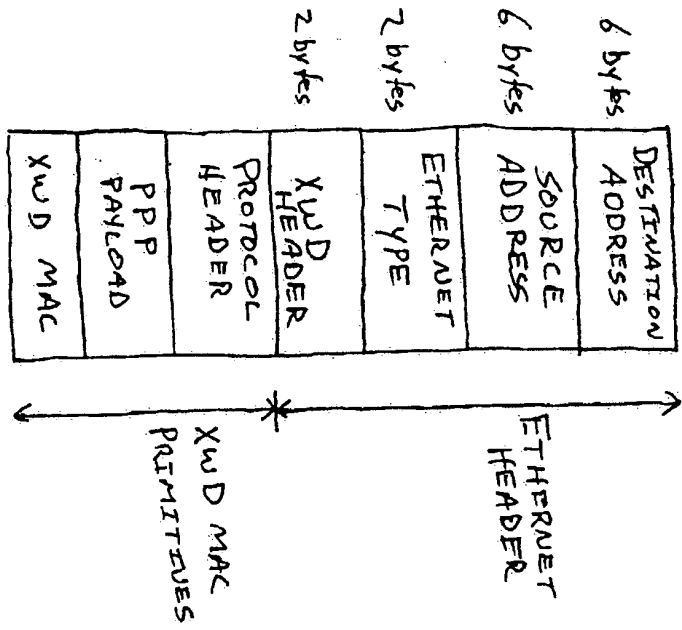 6 bytes
6 bytes
2 bytes
2 bytes
DESTINATION
ADDRESS
SOURCE
ADDRESS
ETHERNET
TYPE
XWD
HEADER
PROTOCOL
HEADER
PPP
PAYLOAD
XWD MAC
ETHERNET
HEADER
XWD MAC
PRIMITIVES